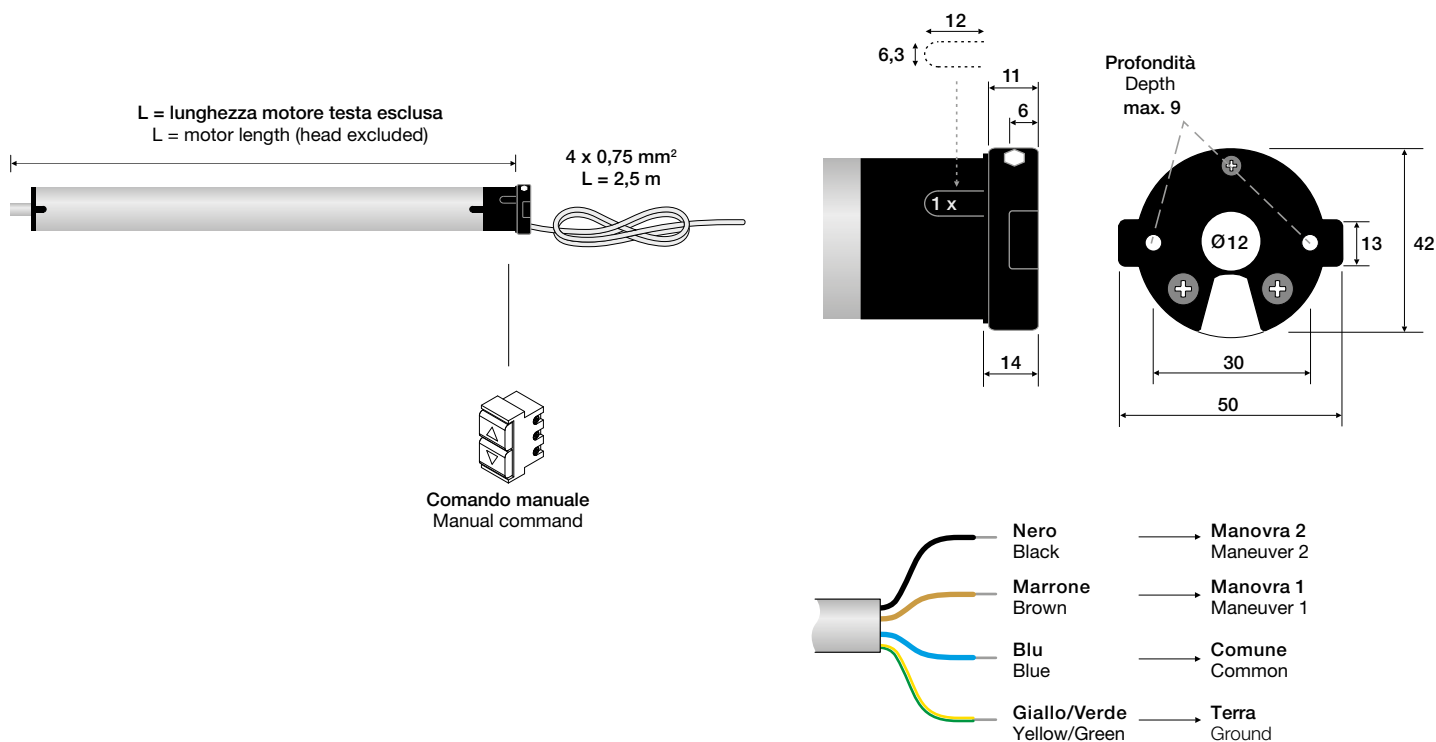 L = lunghezza motore testa esclusa
L = motor length (head excluded)
4 x 0,75 mm²
L = 2,5 m
Comando manuale
Manual command
12
6,3
11
6
1 x
14
Profondità
Depth
max. 9
Ø12
13
42
30
50
Nero
Black
Manovra 2
Maneuver 2
Marrone
Brown
Manovra 1
Maneuver 1
Blu
Blue
Comune
Common
Giallo/Verde
Yellow/Green
Terra
Ground